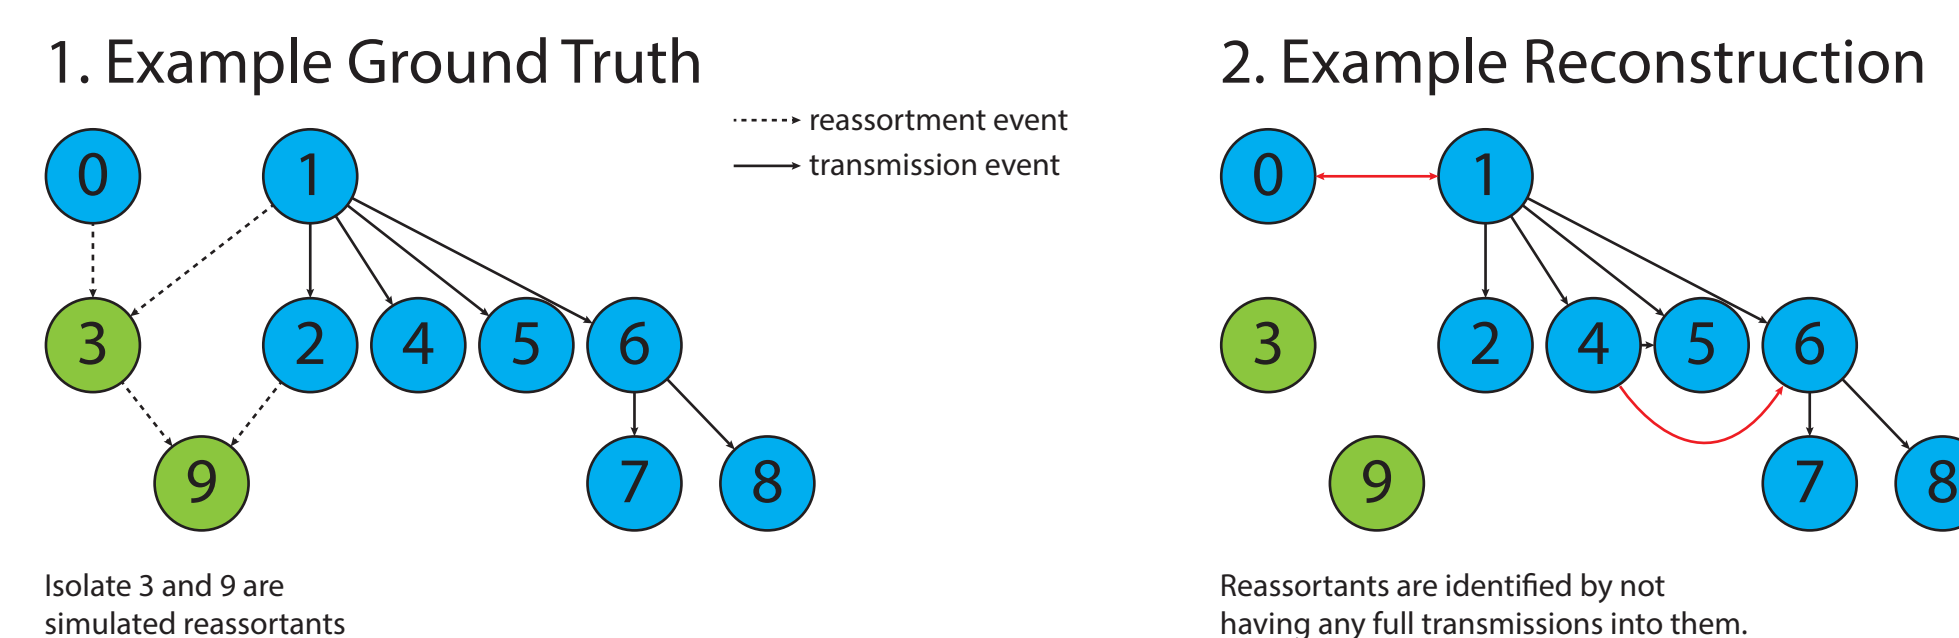 1. Example Ground Truth
reassortment event
transmission event
0
1
3
2
4
5
6
9
7
8
Isolate 3 and 9 are
simulated reassortants
2. Example Reconstruction
0
1
3
2
4
5
6
9
7
8
Reassortants are identified by not
having any full transmissions into them.